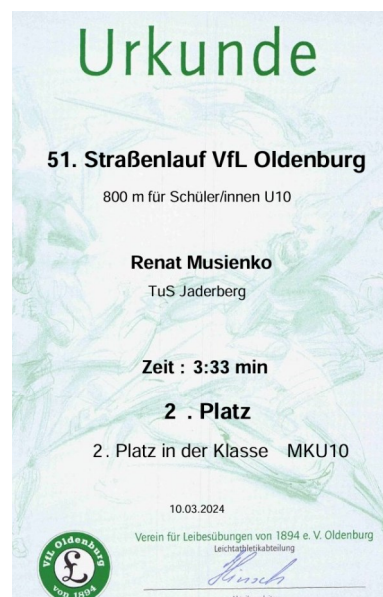 Urkunde
51. Straßenlauf VfL Oldenburg
800 m für Schüler/innen U10
Renat Musienko
TuS Jaderberg
Zeit : 3:33 min
2 . Platz
2. Platz in der Klasse MKU10
10.03.2024
Verein für Leibesübungen von 1894 e. V. Oldenburg
Leichtathletikabteilung
VfL Oldenburg
von 1894